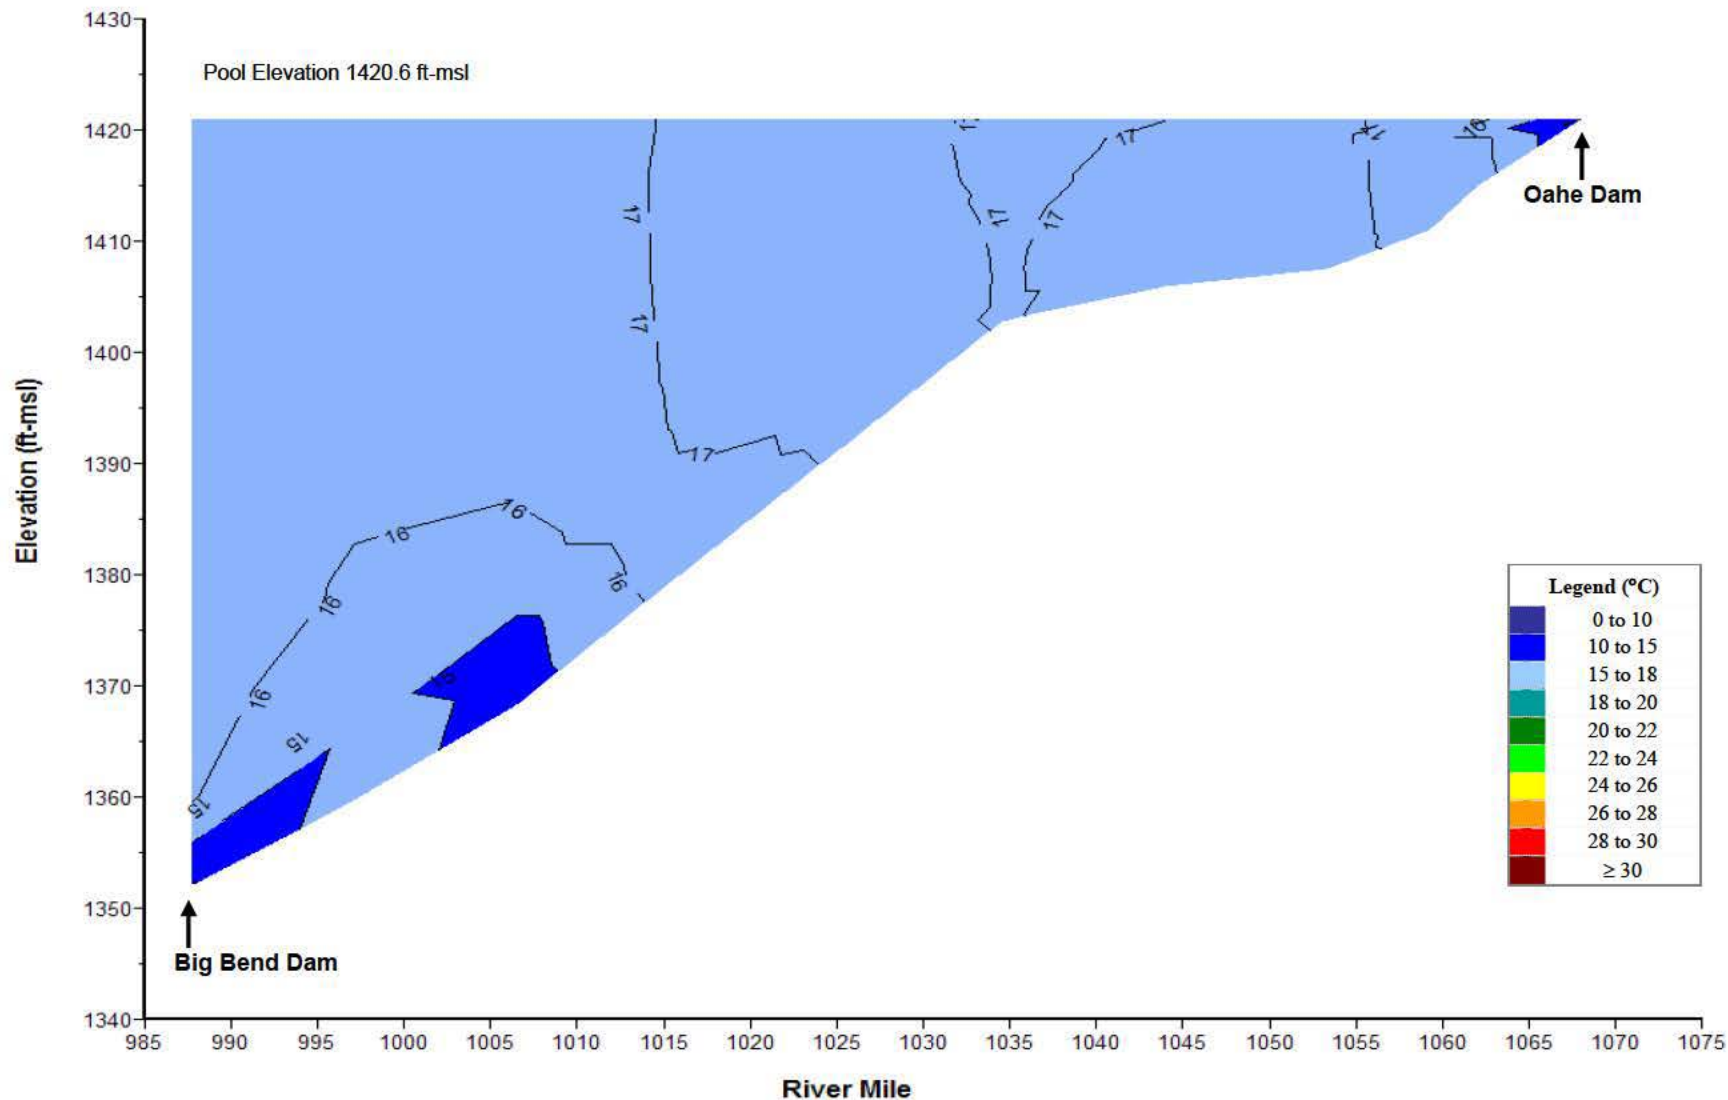 1430
Pool Elevation 1420.6 ft-msl
1420
17
17
16
Oahe Dam
17
17
17
1410
17
1400
Elevation (ft-msl)
17
1390
16
16
1380
16
16
Legend (°C)
0 to 10
10 to 15
15 to 18
18 to 20
20 to 22
22 to 24
24 to 26
26 to 28
28 to 30
≥ 30
15
1370
16
15
1360
15
1350
Big Bend Dam
1340
985 990 995 1000 1005 1010 1015 1020 1025 1030 1035 1040 1045 1050 1055 1060 1065 1070 1075
River Mile